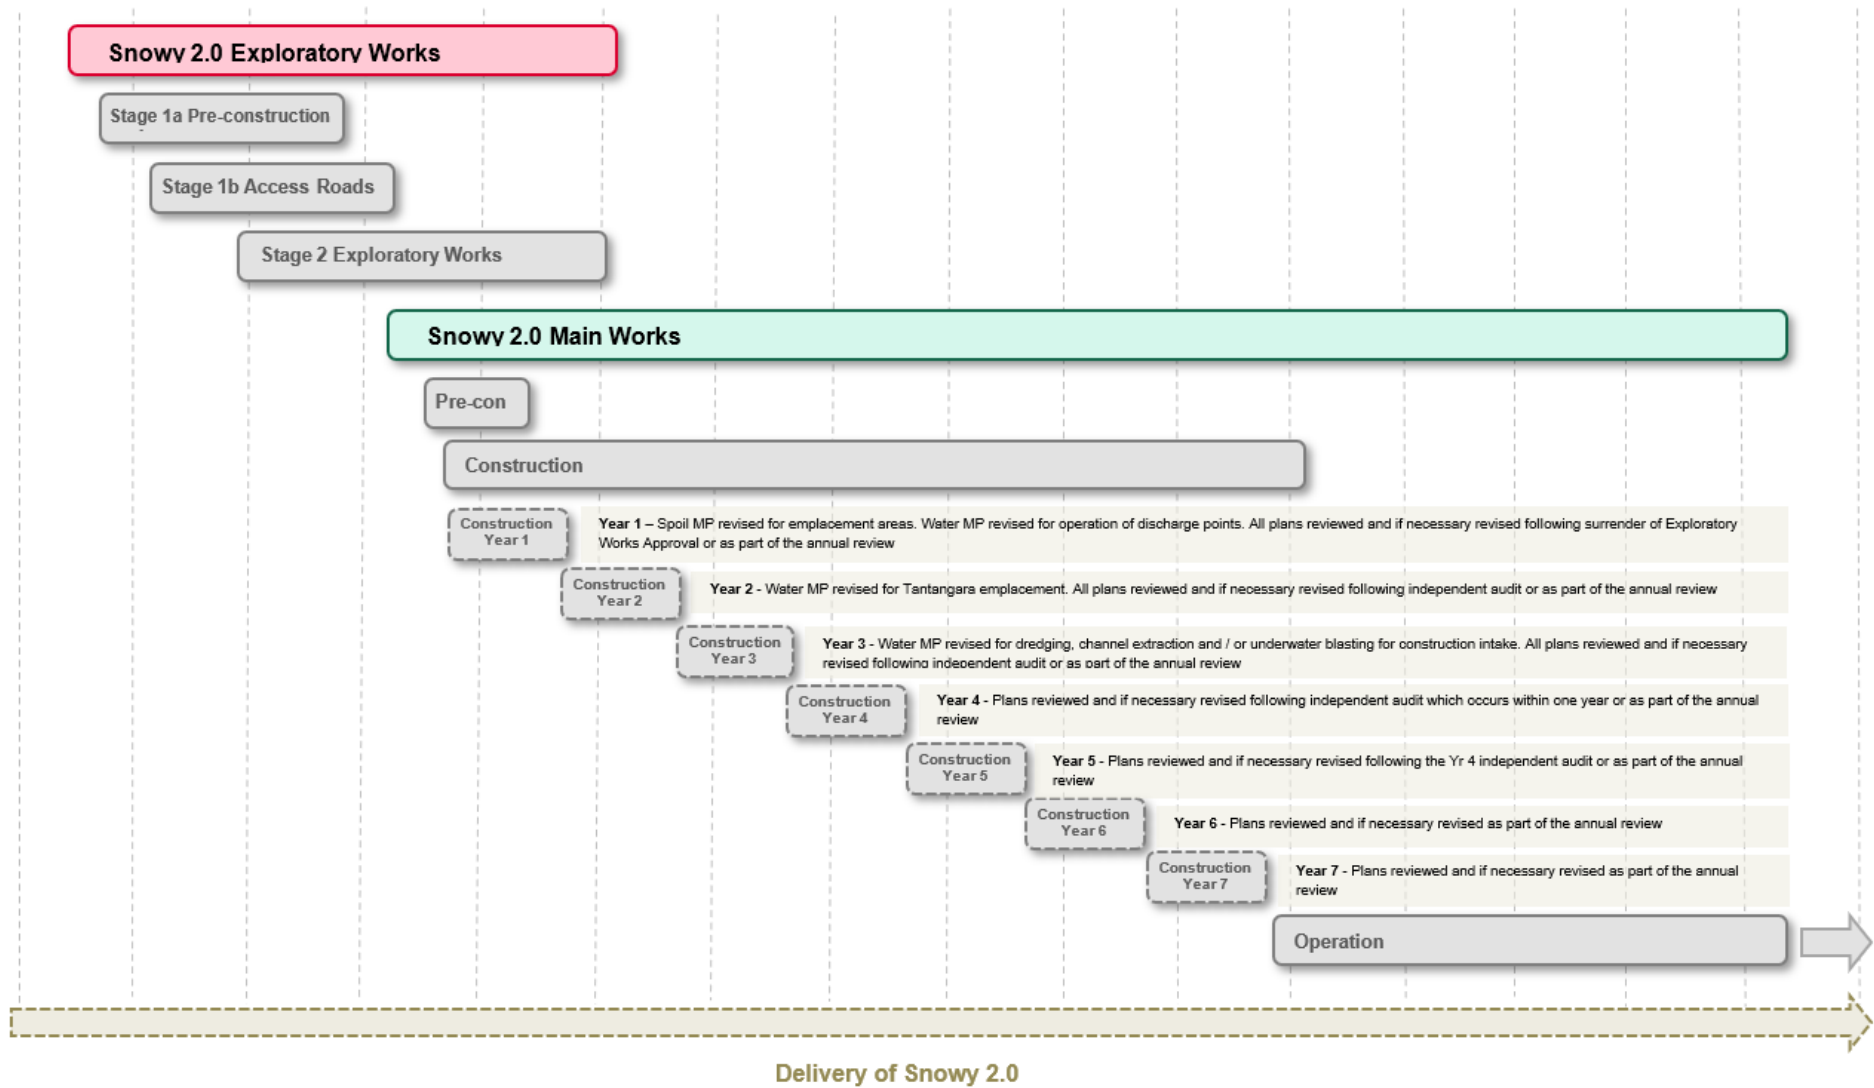 Snowy 2.0 Exploratory Works
Stage 1a Pre-construction
Stage 1b Access Roads
Stage 2 Exploratory Works
Snowy 2.0 Main Works
Pre-con
Construction
Construction
Year 1
Year 1 – Spoil MP revised for emplacement areas. Water MP revised for operation of discharge points. All plans reviewed and if necessary revised following surrender of Exploratory
Works Approval or as part of the annual review
Construction
Year 2
Year 2 - Water MP revised for Tantangara emplacement. All plans reviewed and if necessary revised following independent audit or as part of the annual review
Construction
Year 3
Year 3 - Water MP revised for dredging, channel extraction and / or underwater blasting for construction intake. All plans reviewed and if necessary
revised following independent audit or as part of the annual review
Construction
Year 4
Year 4 - Plans reviewed and if necessary revised following independent audit which occurs within one year or as part of the annual
review
Construction
Year 5
Year 5 - Plans reviewed and if necessary revised following the Yr 4 independent audit or as part of the annual
review
Construction
Year 6
Year 6 - Plans reviewed and if necessary revised as part of the annual review
Construction
Year 7
Year 7 - Plans reviewed and if necessary revised as part of the annual
review
Operation
Delivery of Snowy 2.0